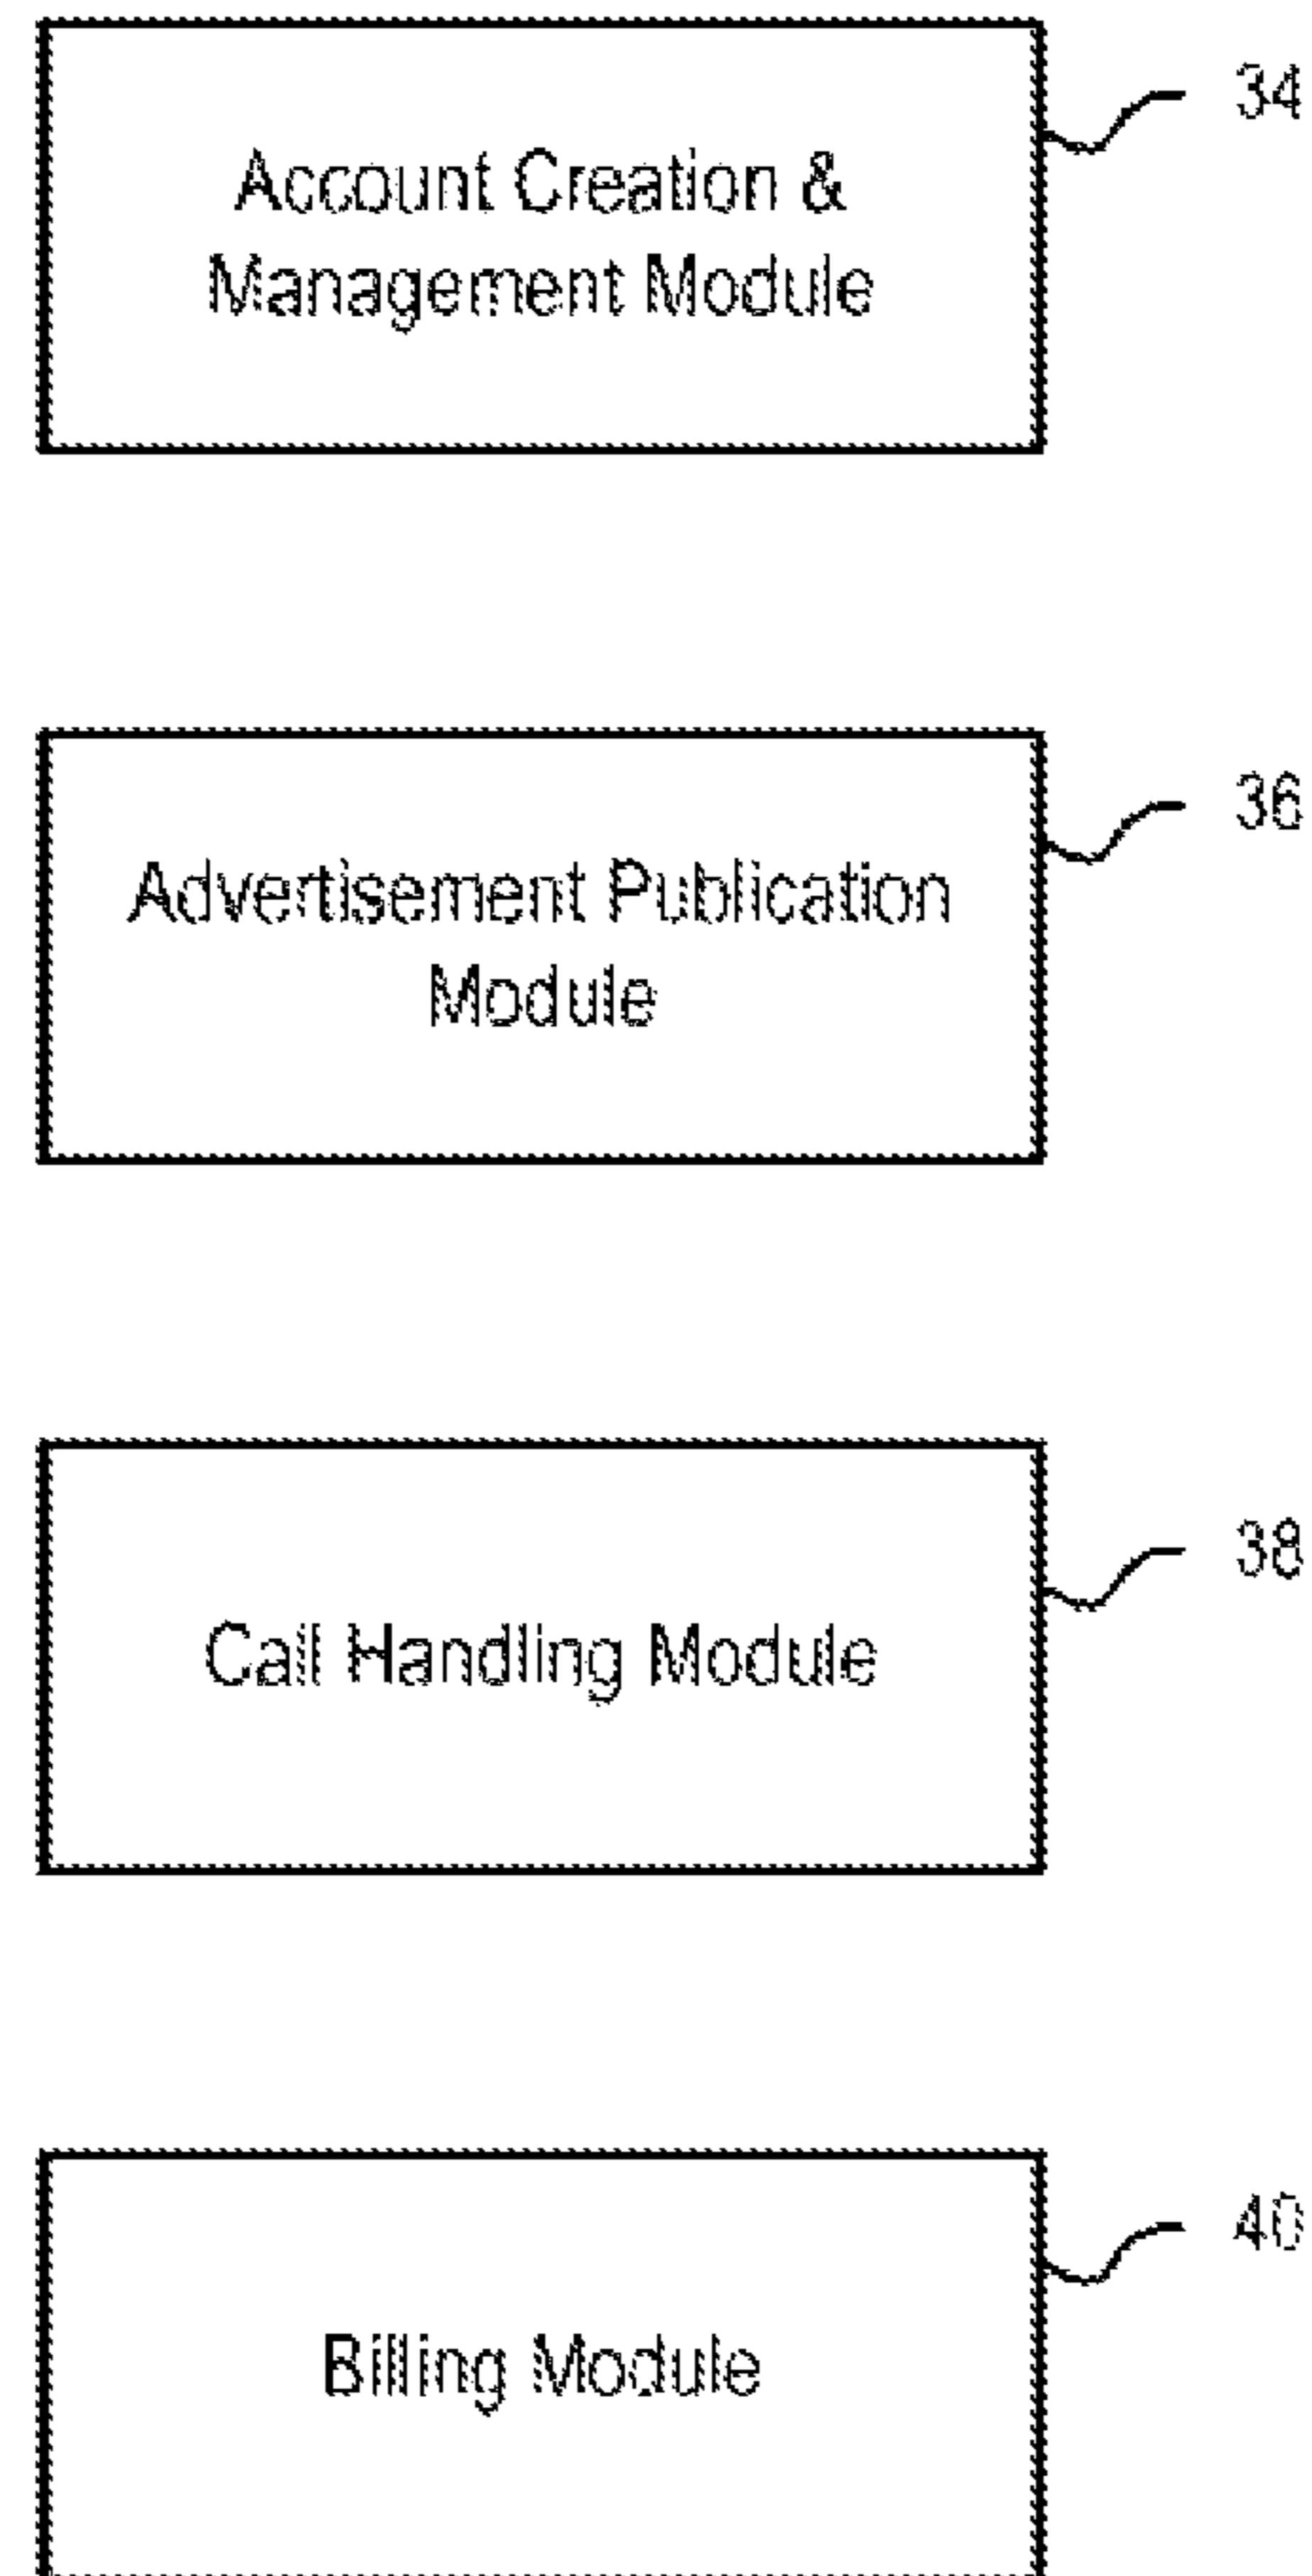 34
Account Creation &
Management Module
36
Advertisement Publication
Module
38
Call Handling Module
40
Billing Module